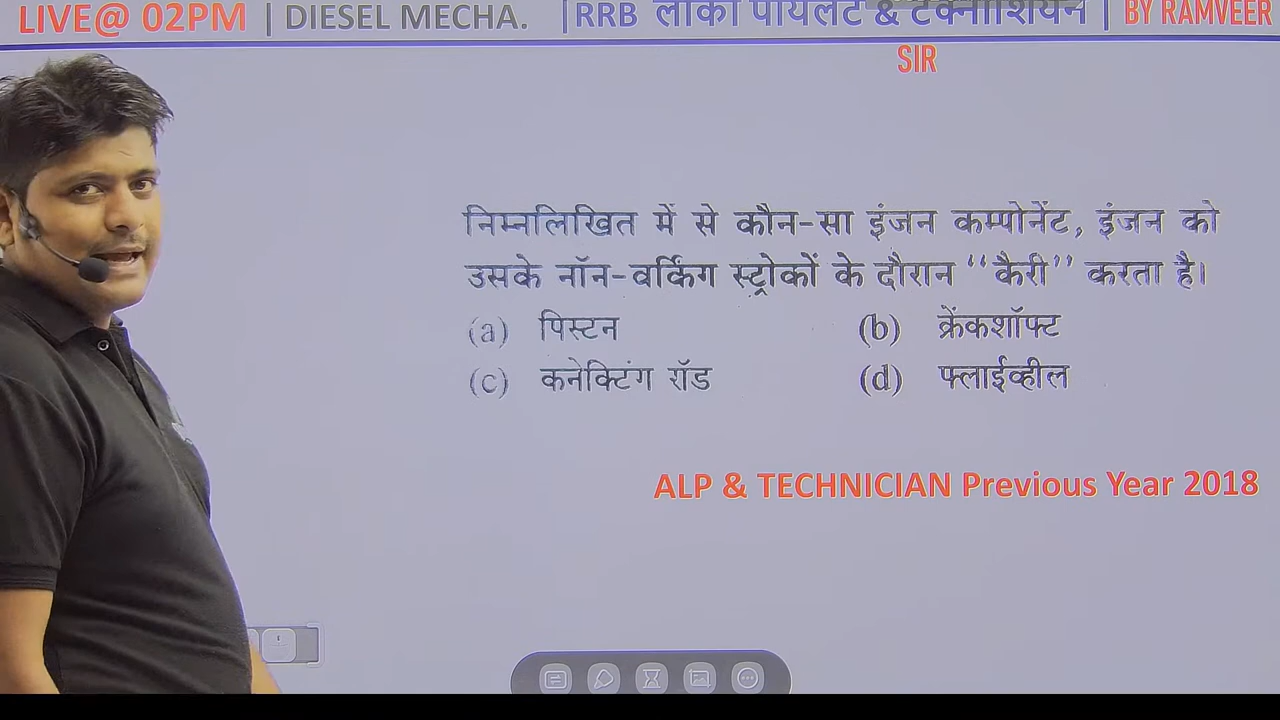 LIVE@ 02PM | DIESEL MECHA. |RRB लोको पायलट & टेक्नीशियन | BY RAMVEER
SIR
निम्नलिखित में से कौन-सा इंजन कम्पोनेंट, इंजन को
उसके नॉन-वर्किंग स्ट्रोकों के दौरान ‘‘कैरी’’ करता है।
(a) पिस्टन (b) क्रेंकशॉफ्ट
(c) कनेक्टिंग रॉड (d) फ्लाईव्हील
ALP & TECHNICIAN Previous Year 2018